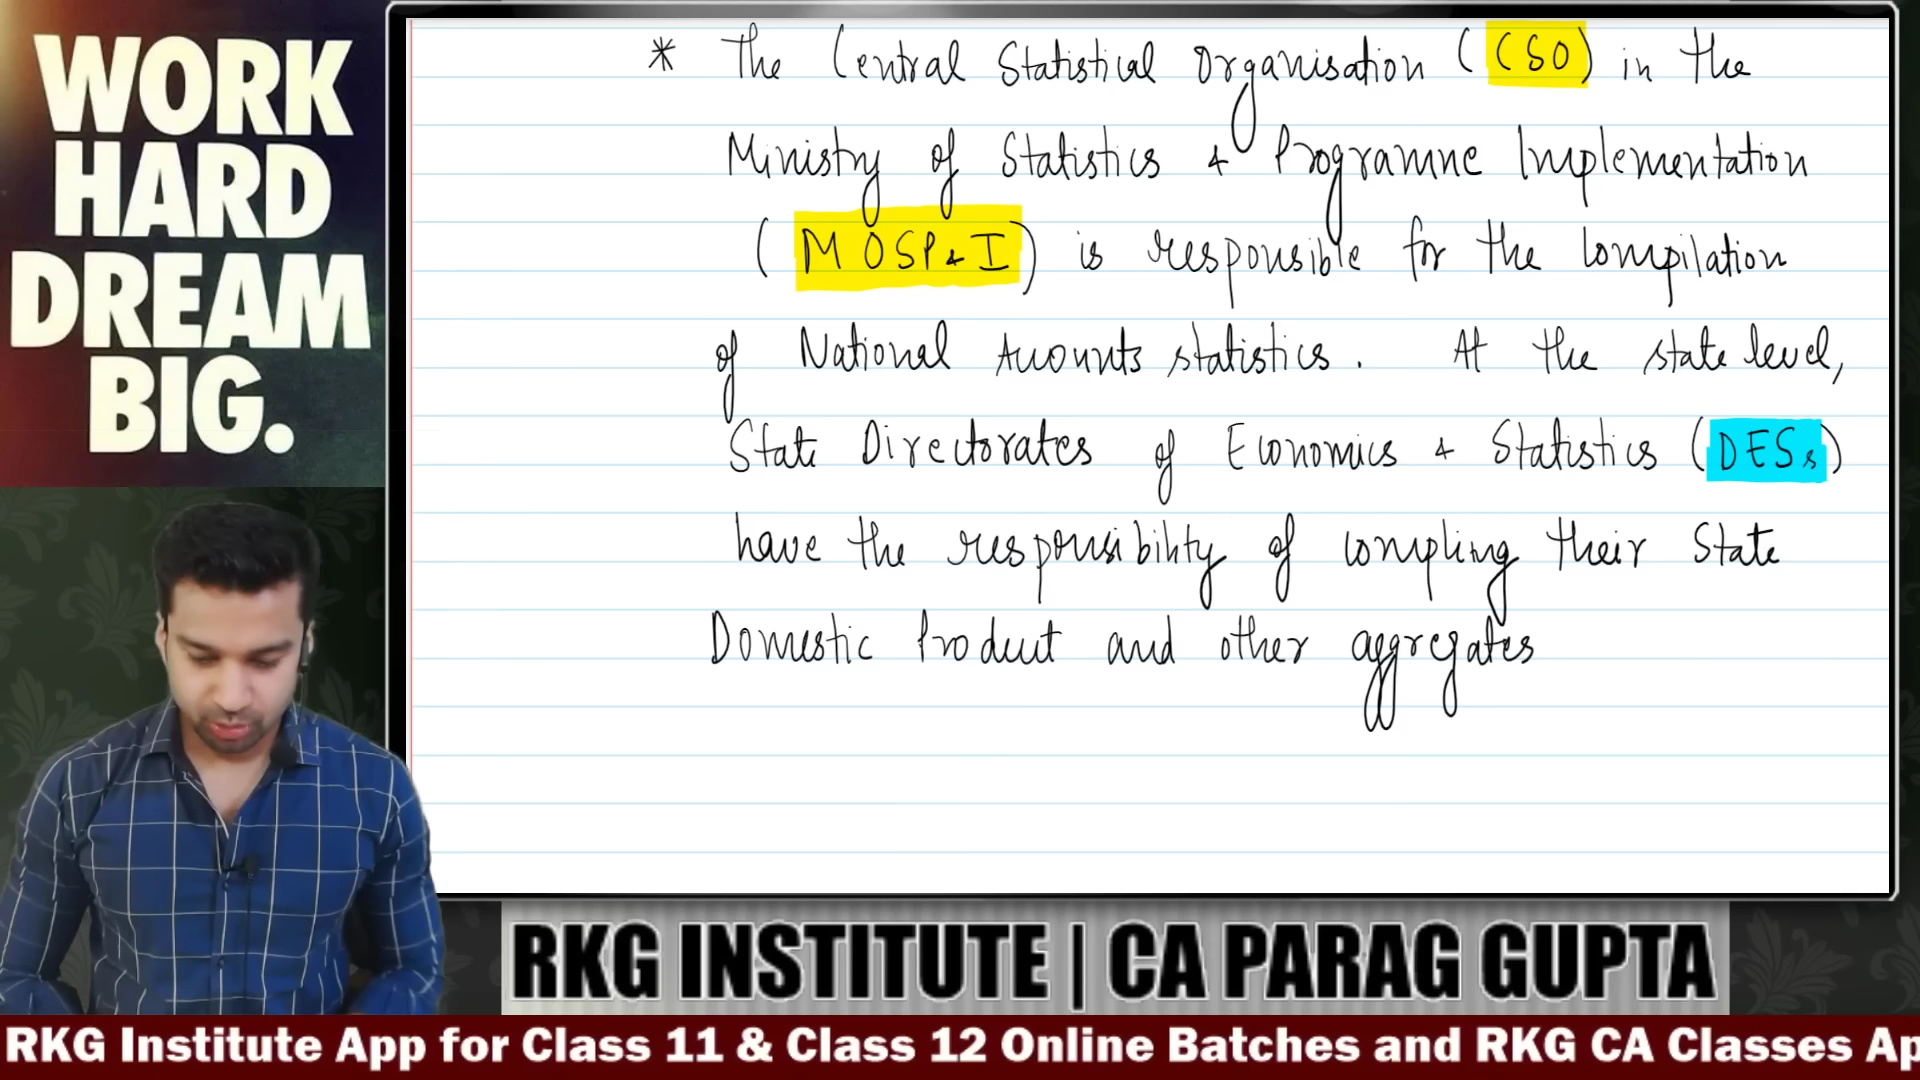 WORK
HARD
DREAM
BIG.
* The Central Statistical Organisation ( (CSO) in the
Ministry of Statistics & Programme Implementation
( MOSP & I ) is responsible for the compilation
of National Accounts statistics. At the state level,
State Directorates of Economics & Statistics (DESs)
have the responsibility of compling their State
Domestic Product and other aggregates
RKG INSTITUTE | CA PARAG GUPTA
RKG Institute App for Class 11 & Class 12 Online Batches and RKG CA Classes Ap